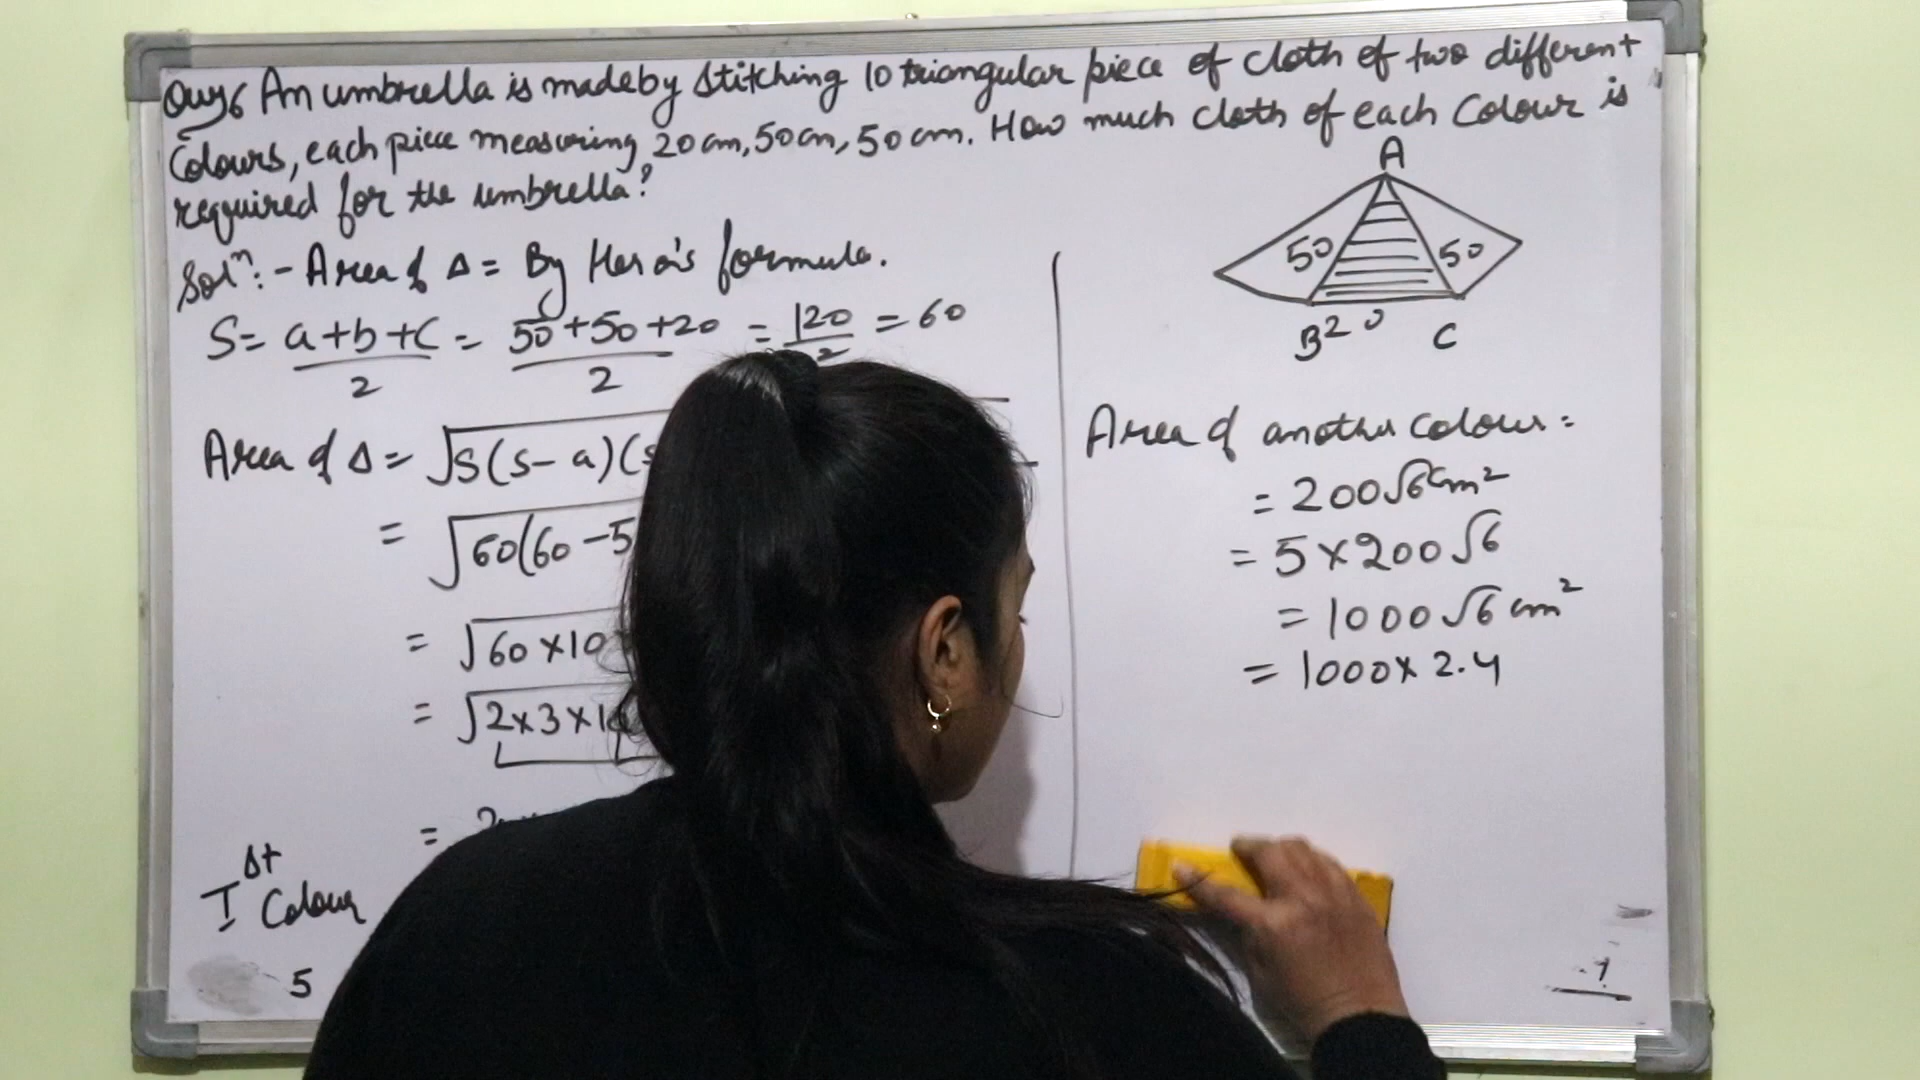 Ques An umbrella is made by stitching 10 triangular piece of cloth of two different
Colours, each piece measuring 20 cm, 50 cm, 50 cm. How much cloth of each Colour is
required for the umbrella?
Solⁿ:- Area of Δ = By Heron's formula.
S = a+b+c/2 = 50+50+20/2 = 120/2 = 60
Area of Δ = √S(S-a)(s
= √60(60-5
= √60×10
= √2×3×10
=
Ist Colour
5
A
50 50
B 20 C
Area of another colour =
= 200√6 cm²
= 5×200√6
= 1000√6 cm²
= 1000×2.4